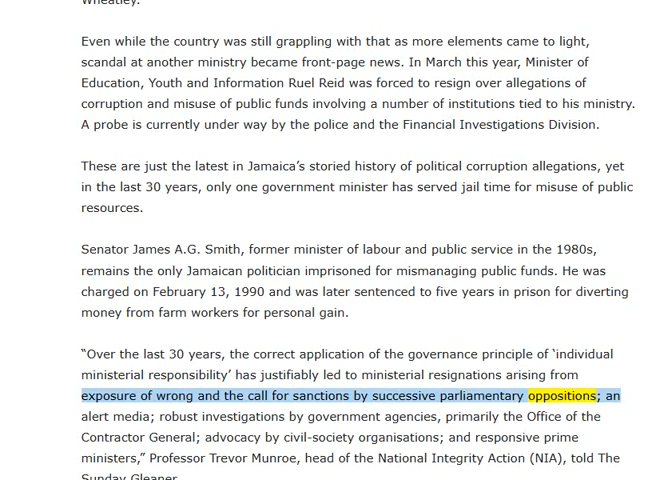 Wheatley.
Even while the country was still grappling with that as more elements came to light,
scandal at another ministry became front-page news. In March this year, Minister of
Education, Youth and Information Ruel Reid was forced to resign over allegations of
corruption and misuse of public funds involving a number of institutions tied to his ministry.
A probe is currently under way by the police and the Financial Investigations Division.
These are just the latest in Jamaica’s storied history of political corruption allegations, yet
in the last 30 years, only one government minister has served jail time for misuse of public
resources.
Senator James A.G. Smith, former minister of labour and public service in the 1980s,
remains the only Jamaican politician imprisoned for mismanaging public funds. He was
charged on February 13, 1990 and was later sentenced to five years in prison for diverting
money from farm workers for personal gain.
“Over the last 30 years, the correct application of the governance principle of ‘individual
ministerial responsibility’ has justifiably led to ministerial resignations arising from
exposure of wrong and the call for sanctions by successive parliamentary oppositions; an
alert media; robust investigations by government agencies, primarily the Office of the
Contractor General; advocacy by civil-society organisations; and responsive prime
ministers,” Professor Trevor Munroe, head of the National Integrity Action (NIA), told The
Sunday Gleaner